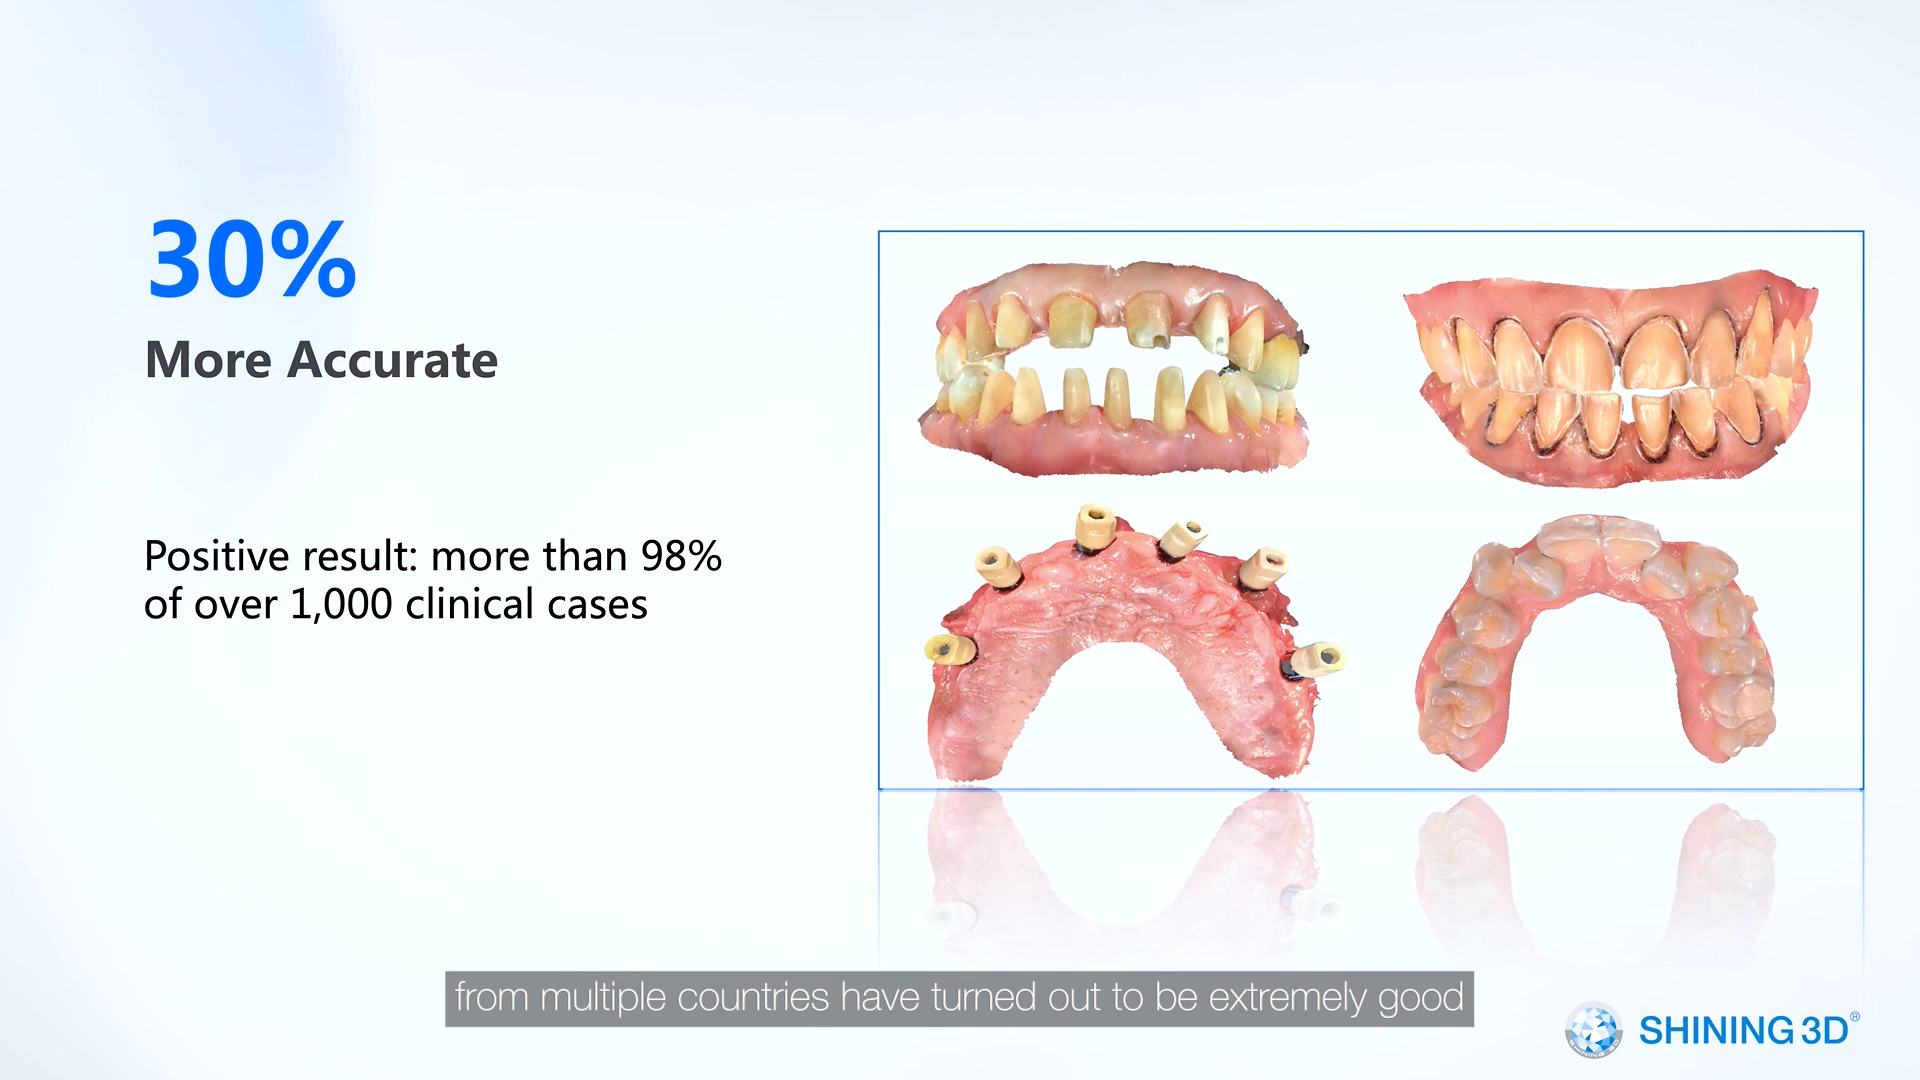 30%
More Accurate
Positive result: more than 98%
of over 1,000 clinical cases
from multiple countries have turned out to be extremely good
SHINING 3D®